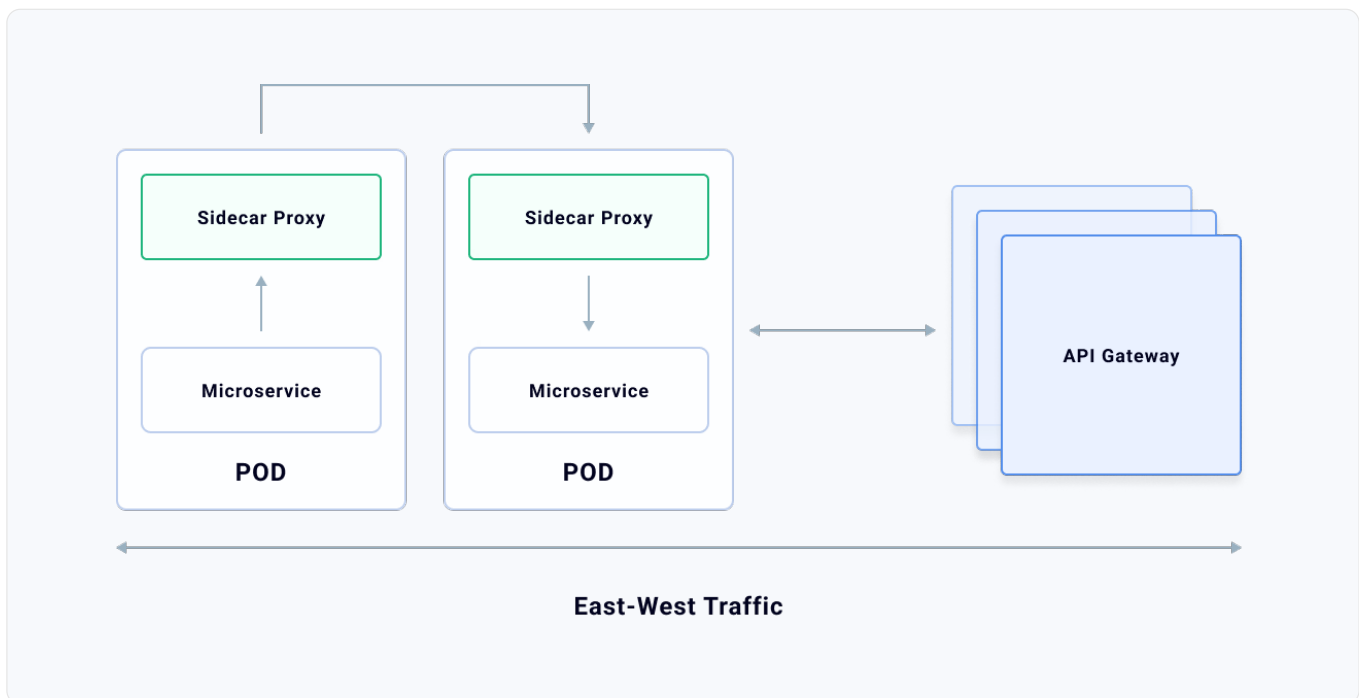 Sidecar Proxy
Microservice
POD
Sidecar Proxy
Microservice
POD
API Gateway
East-West Traffic